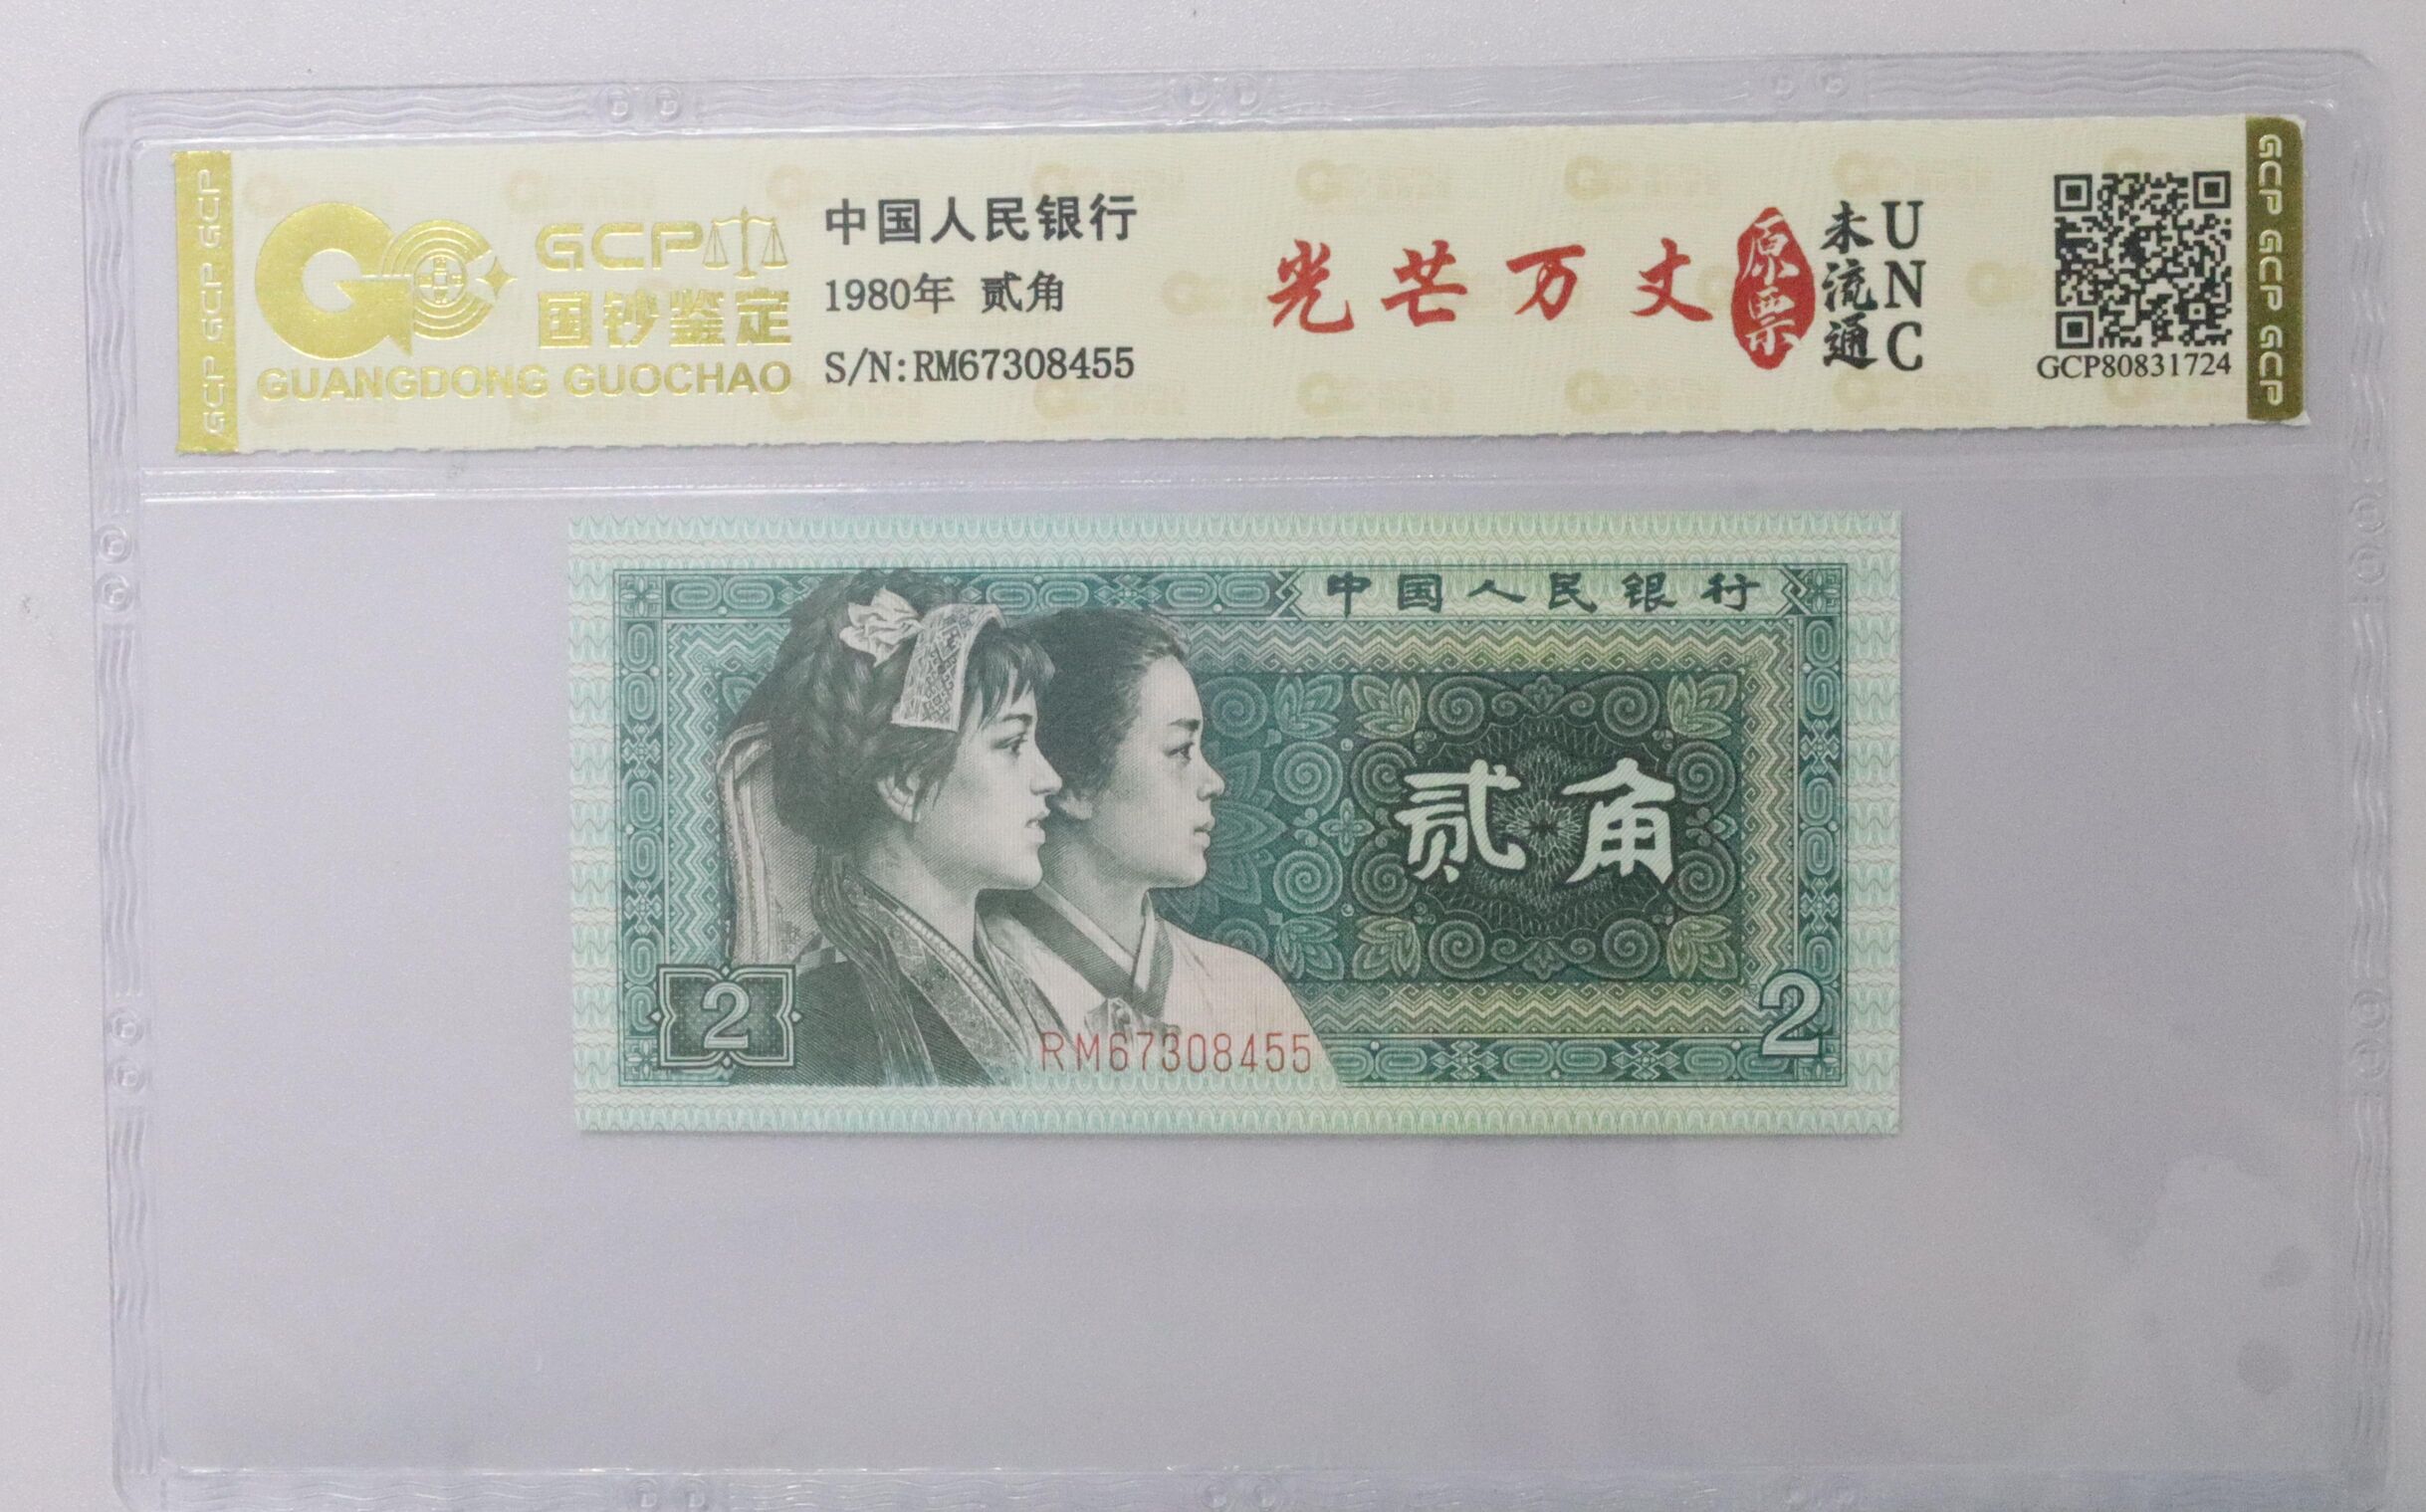 GCP GCP GCP
GCP
国钞鉴定
GUANGDONG GUOCHAO
中国人民银行
1980年 贰角
S/N:RM67308455
光芒万丈
原票
未流通
UNC
GCP80831724
GCP GCP GCP
中国人民银行
贰角
2
RM67308455
2